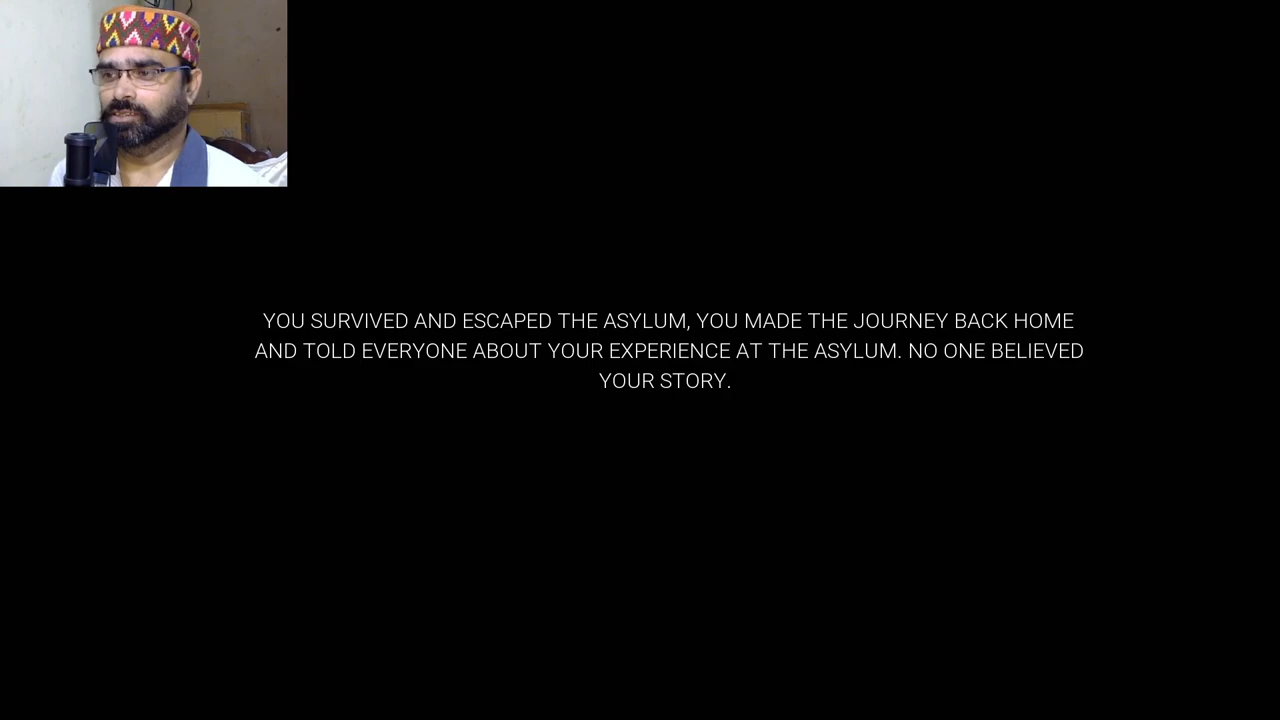 YOU SURVIVED AND ESCAPED THE ASYLUM, YOU MADE THE JOURNEY BACK HOME
AND TOLD EVERYONE ABOUT YOUR EXPERIENCE AT THE ASYLUM. NO ONE BELIEVED
YOUR STORY.